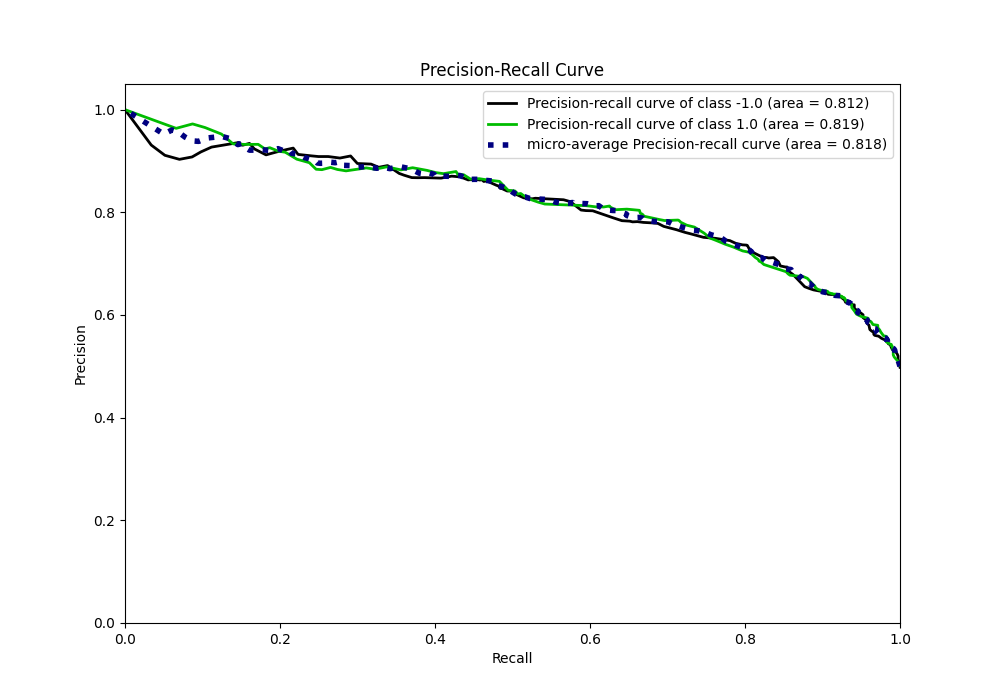 Precision-Recall Curve
Precision-recall curve of class -1.0 (area = 0.812)
Precision-recall curve of class 1.0 (area = 0.819)
micro-average Precision-recall curve (area = 0.818)
1.0
0.8
0.6
0.4
0.2
0.0
Precision
0.0 0.2 0.4 0.6 0.8 1.0
Recall